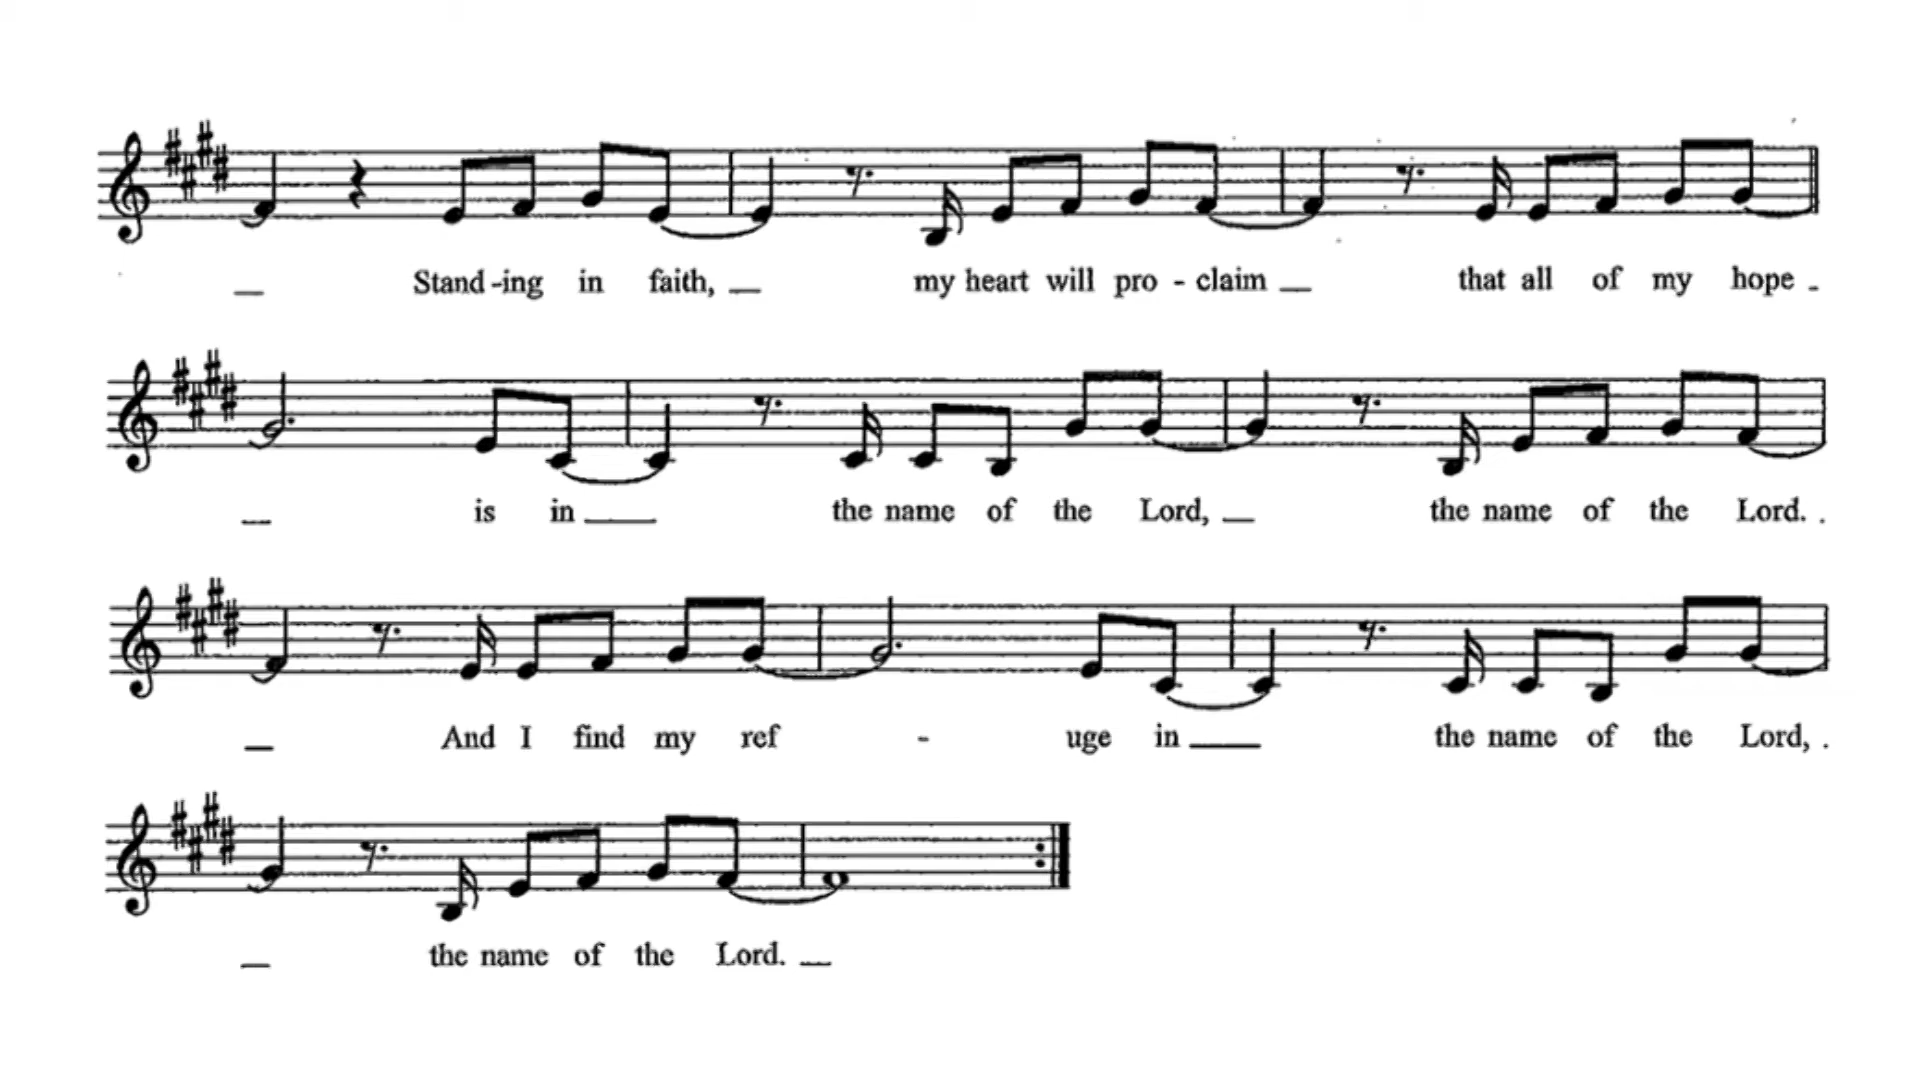 _ Stand-ing in faith, _ my heart will pro - claim _ that all of my hope _
_ is in _ the name of the Lord, _ the name of the Lord. _
_ And I find my ref - uge in _ the name of the Lord, _
_ the name of the Lord. _